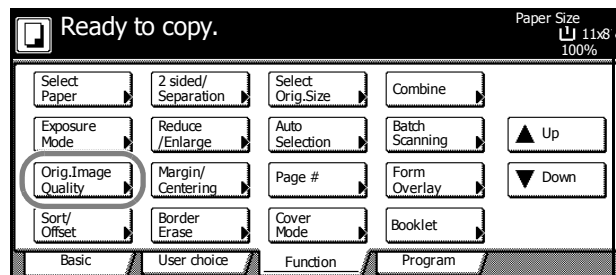 Ready to copy.
Paper Size
11x8
100%
Select
Paper
2 sided/
Separation
Select
Orig.Size
Combine
Exposure
Mode
Reduce
/Enlarge
Auto
Selection
Batch
Scanning
Up
Orig.Image
Quality
Margin/
Centering
Page #
Form
Overlay
Down
Sort/
Offset
Border
Erase
Cover
Mode
Booklet
Basic
User choice
Function
Program